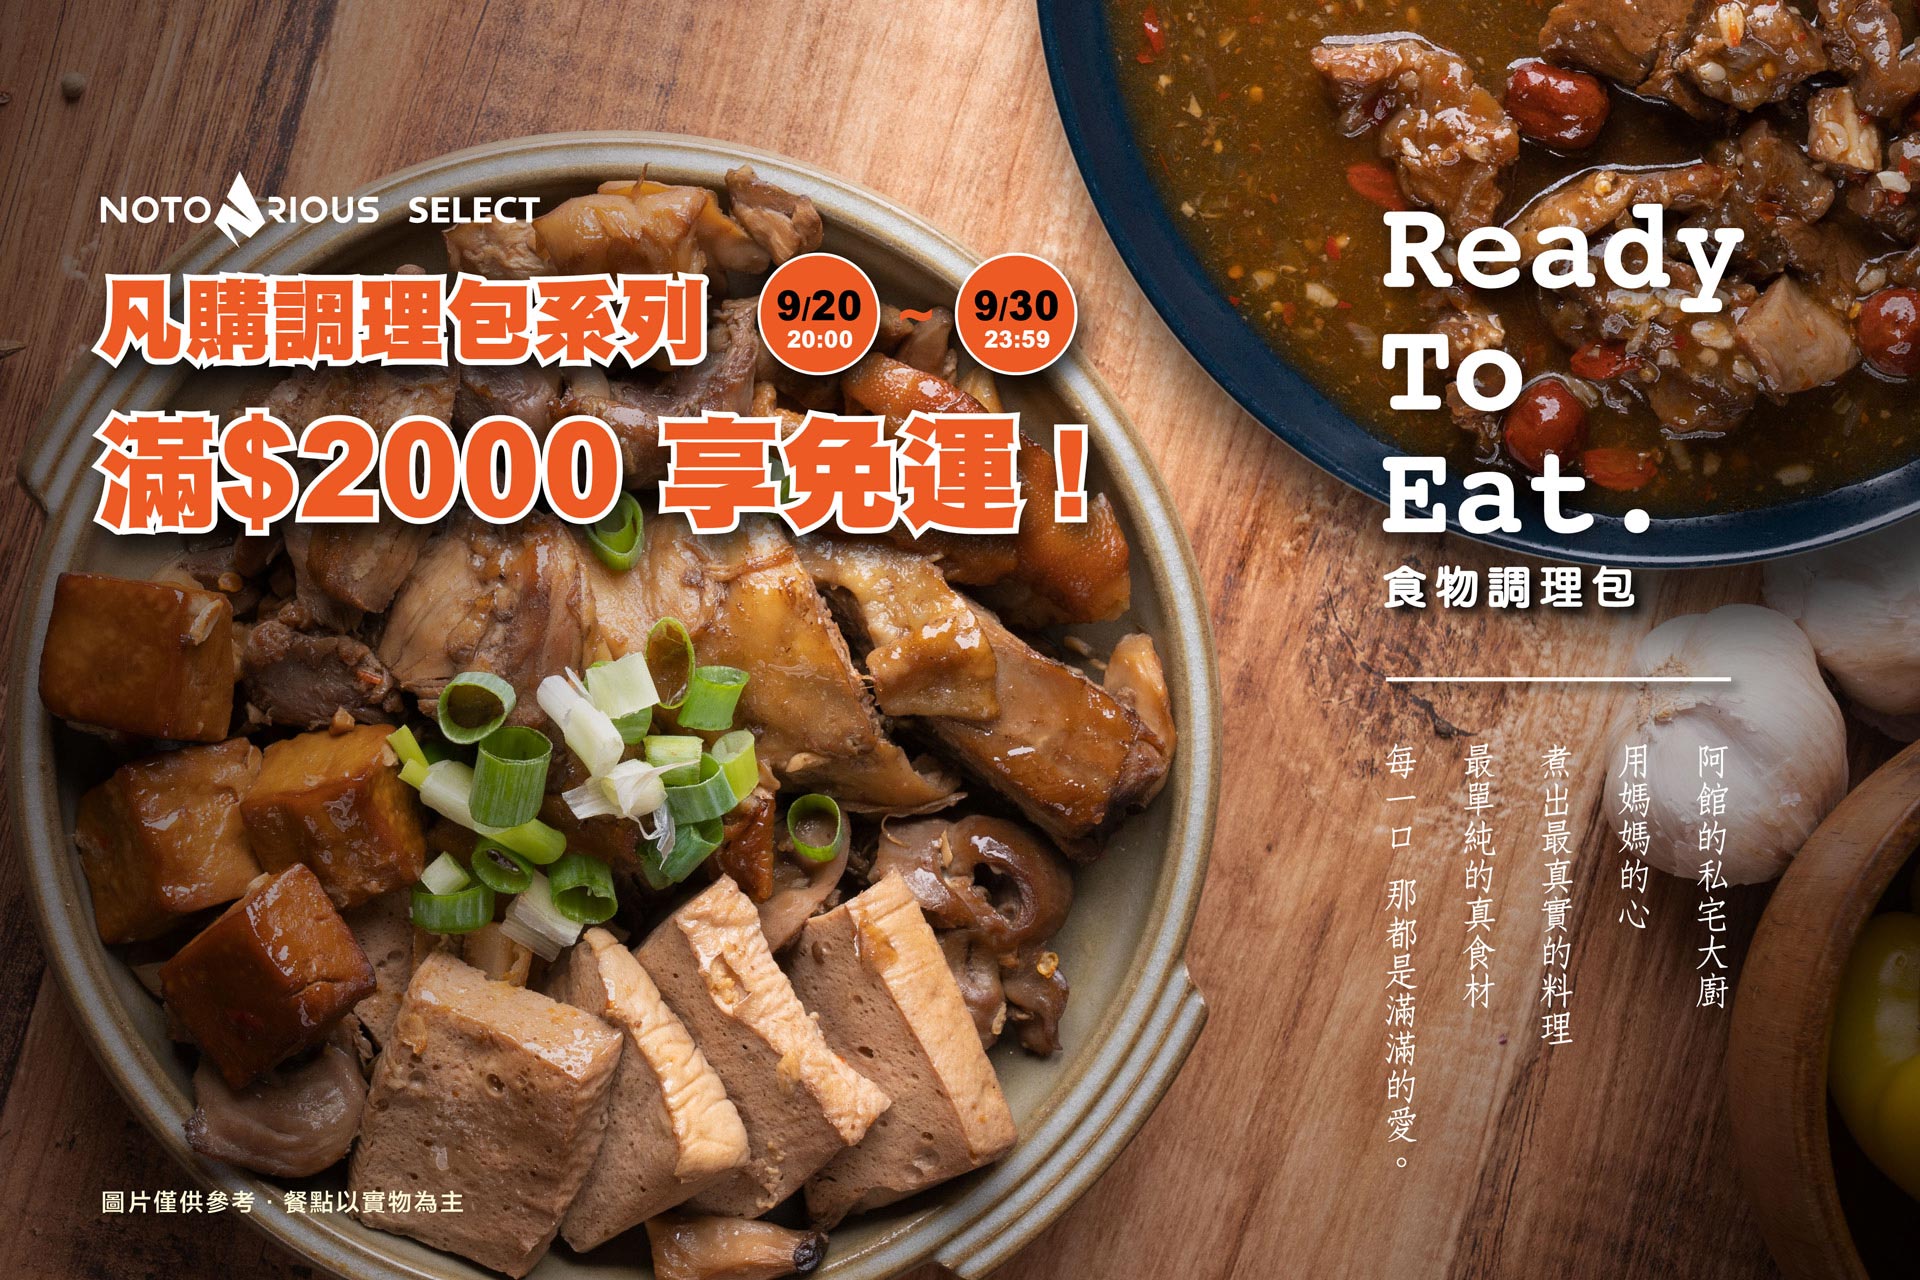 NOTORIOUS SELECT
凡購調理包系列
9/20 20:00 ~ 9/30 23:59
滿$2000 享免運！
Ready
To
Eat.
食物調理包
阿館的私宅大廚
用媽媽的心
煮出最真實的料理
最單純的真食材
每一口 那都是滿滿的愛。
圖片僅供參考．餐點以實物為主